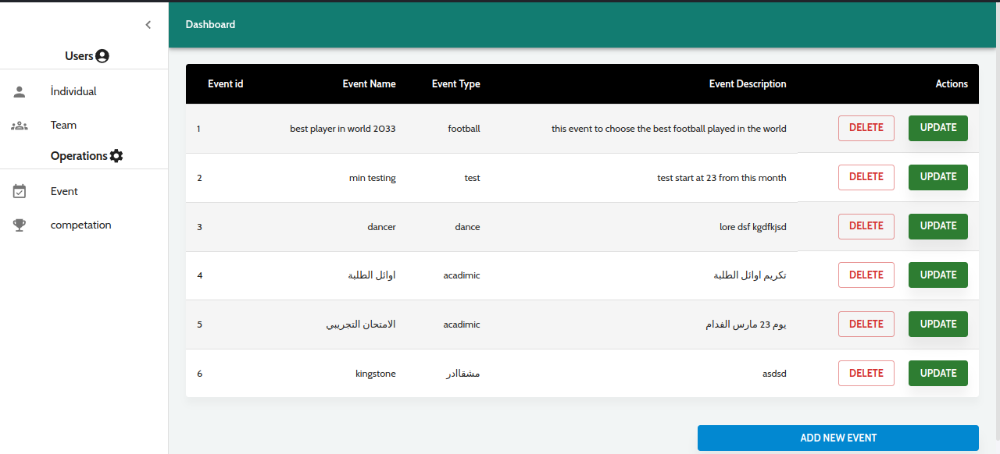 Dashboard
Users
İndividual
Team
Operations
Event
competation
Event id Event Name Event Type Event Description Actions
1 best player in world 2033 football this event to choose the best football played in the world DELETE UPDATE
2 min testing test test start at 23 from this month DELETE UPDATE
3 dancer dance lore dsf kgdfkjsd DELETE UPDATE
4 اوائل الطلبة acadimic تكريم اوائل الطلبة DELETE UPDATE
5 الامتحان التجريبي acadimic يوم 23 مارس الفدام DELETE UPDATE
6 kingstone مشقاادر asdsd DELETE UPDATE
ADD NEW EVENT